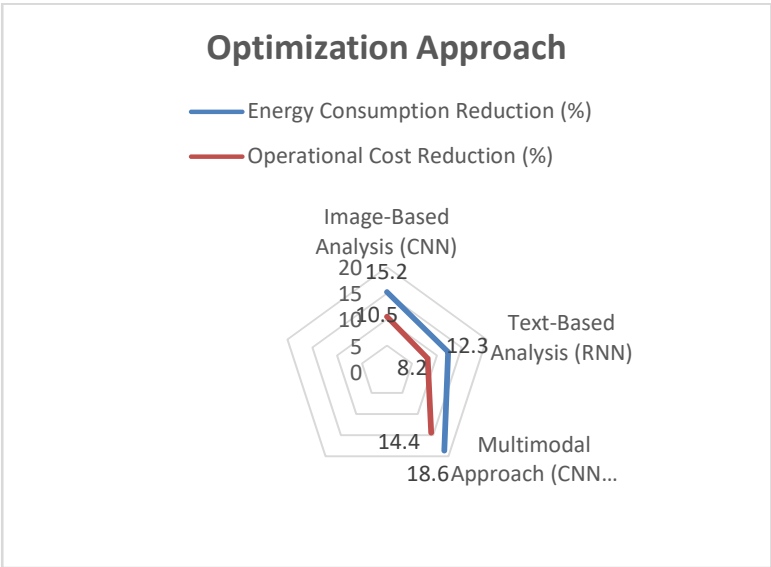 Optimization Approach
Energy Consumption Reduction (%)
Operational Cost Reduction (%)
Image-Based
Analysis (CNN)
20
15.2
15
10.5
10
5
0
12.3
Text-Based
Analysis (RNN)
8.2
14.4
18.6
Multimodal
Approach (CNN…